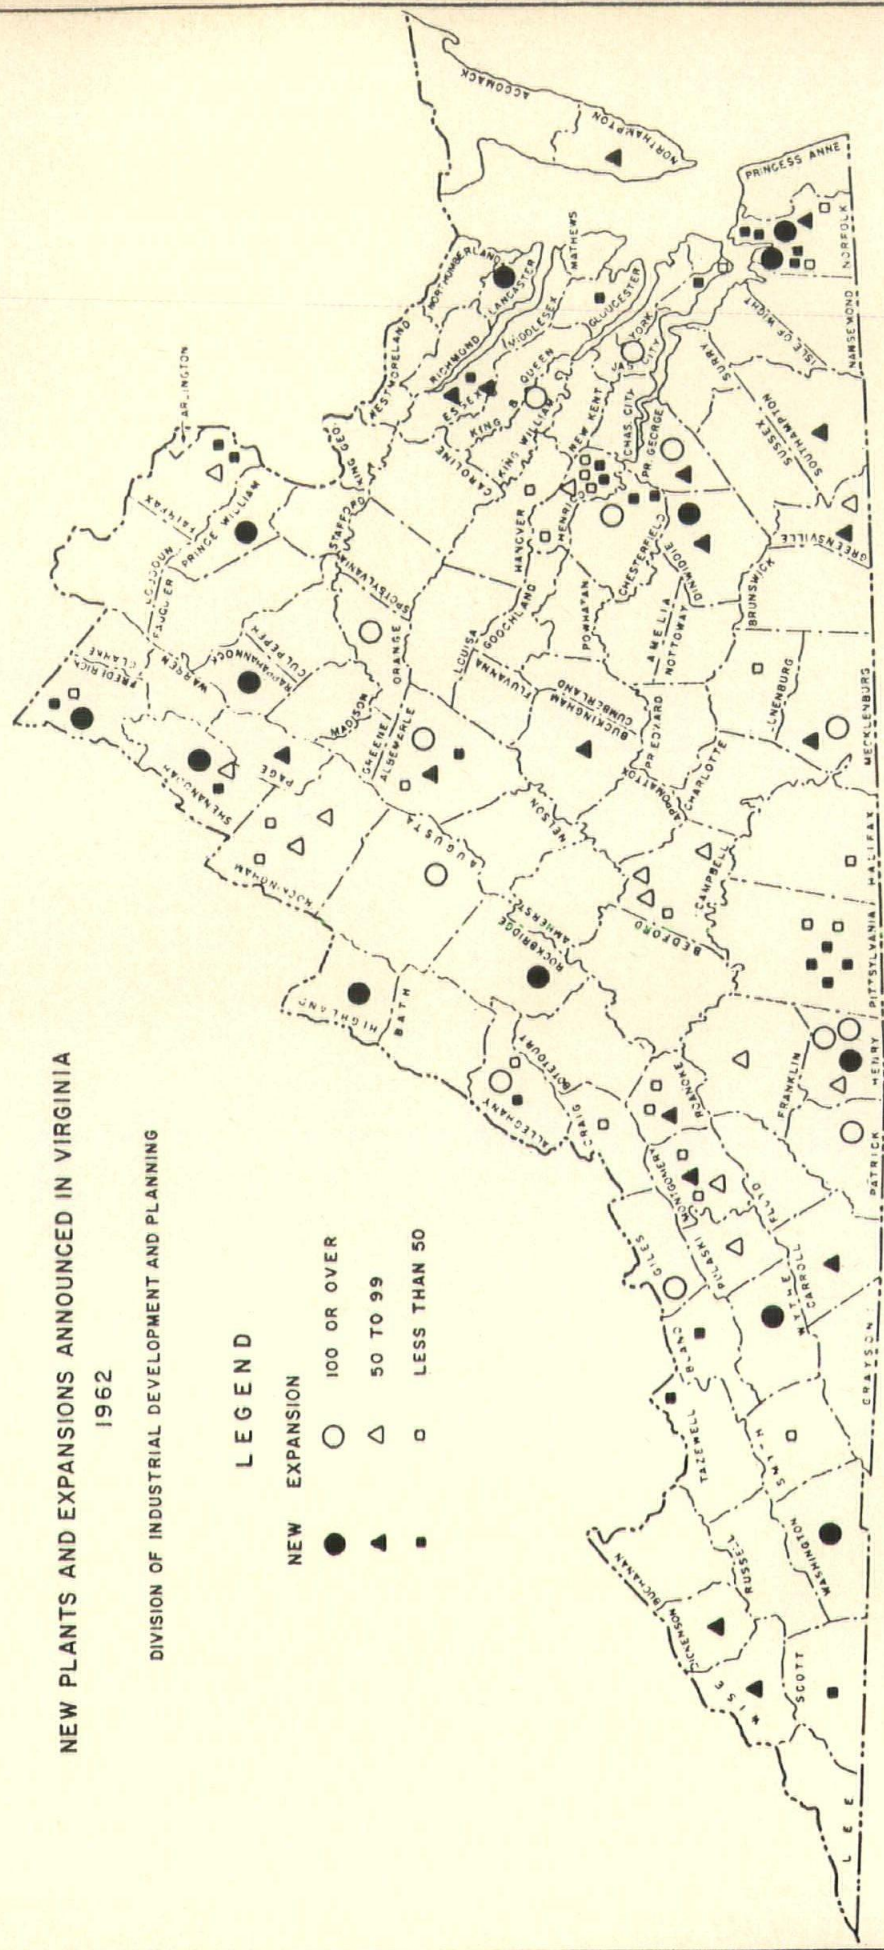 NEW PLANTS AND EXPANSIONS ANNOUNCED IN VIRGINIA
1962
DIVISION OF INDUSTRIAL DEVELOPMENT AND PLANNING
LEGEND
NEW EXPANSION
100 OR OVER
50 TO 99
LESS THAN 50
FREDERICK
CLARKE
LOUDOUN
FAUQUIER
FAIRFAX
ARLINGTON
PRINCE WILLIAM
WARREN
SHENANDOAH
PAGE
RAPPAHANNOCK
CULPEPER
MADISON
STAFFORD
KING GEO.
WESTMORELAND
RICHMOND
NORTHUMBERLAND
LANCASTER
ACCOMACK
NORTHAMPTON
ROCKINGHAM
GREENE
ALBEMARLE
ORANGE
SPOTSYLVANIA
CAROLINE
ESSEX
KING & QUEEN
KING WILLIAM
MIDDLESEX
MATHEWS
GLOUCESTER
HIGHLAND
AUGUSTA
BATH
LOUISA
FLUVANNA
GOOCHLAND
HANOVER
HENRICO
NEW KENT
CHAS. CITY
YORK
CITY
ROCKBRIDGE
NELSON
AMHERST
BUCKINGHAM
CUMBERLAND
POWHATAN
CHESTERFIELD
PR. GEORGE
SURRY
ISLE OF WIGHT
PRINCESS ANNE
NORFOLK
NANSEMOND
ALLEGHANY
BOTETOURT
CRAIG
BEDFORD
CAMPBELL
APPOMATTOX
PR. EDWARD
CHARLOTTE
AMELIA
NOTTOWAY
DINWIDDIE
SUSSEX
SOUTHAMPTON
GREENSVILLE
BRUNSWICK
LUNENBURG
MECKLENBURG
HALIFAX
PITTSYLVANIA
HENRY
FRANKLIN
ROANOKE
MONTGOMERY
FLOYD
PATRICK
GILES
PULASKI
BLAND
WYTHE
CARROLL
GRAYSON
TAZEWELL
SMYTH
BUCHANAN
DICKENSON
RUSSELL
WASHINGTON
WISE
SCOTT
LEE